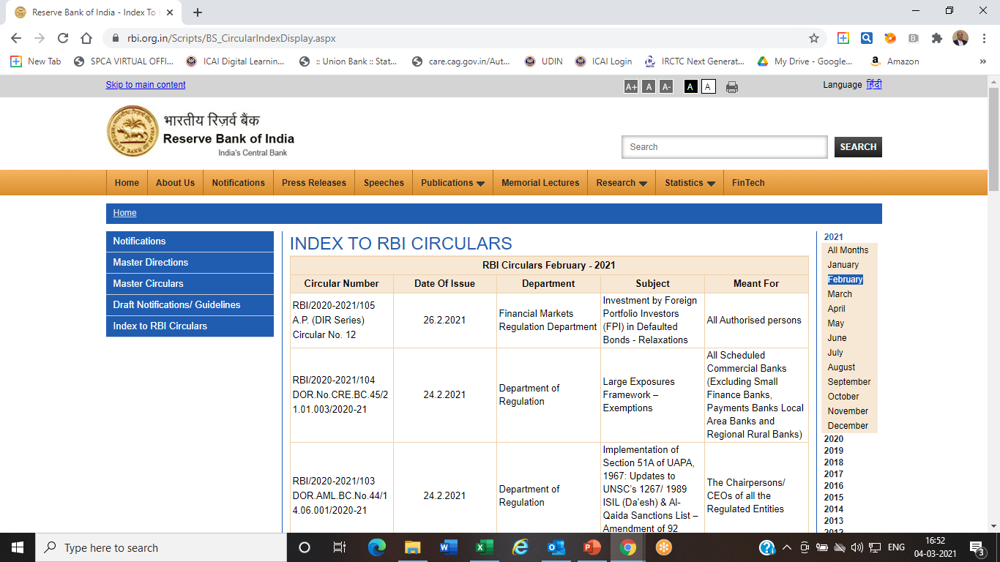 Reserve Bank of India - Index To
rbi.org.in/Scripts/BS_CircularIndexDisplay.aspx
New Tab
SPCA VIRTUAL OFFI...
ICAI Digital Learnin...
:: Union Bank :: Stat...
care.cag.gov.in/Aut...
UDIN
ICAI Login
IRCTC Next Generat...
My Drive - Google...
Amazon
»
Skip to main content
A+ A A- A A
Language हिंदी
भारतीय रिज़र्व बैंक
Reserve Bank of India
India's Central Bank
Search
SEARCH
Home
About Us
Notifications
Press Releases
Speeches
Publications
Memorial Lectures
Research
Statistics
FinTech
Home
Notifications
Master Directions
Master Circulars
Draft Notifications/ Guidelines
Index to RBI Circulars
INDEX TO RBI CIRCULARS
RBI Circulars February - 2021
Circular Number
Date Of Issue
Department
Subject
Meant For
RBI/2020-2021/105
A.P. (DIR Series)
Circular No. 12
26.2.2021
Financial Markets
Regulation Department
Investment by Foreign
Portfolio Investors
(FPI) in Defaulted
Bonds - Relaxations
All Authorised persons
RBI/2020-2021/104
DOR.No.CRE.BC.45/2
1.01.003/2020-21
24.2.2021
Department of
Regulation
Large Exposures
Framework –
Exemptions
All Scheduled
Commercial Banks
(Excluding Small
Finance Banks,
Payments Banks Local
Area Banks and
Regional Rural Banks)
RBI/2020-2021/103
DOR.AML.BC.No.44/1
4.06.001/2020-21
24.2.2021
Department of
Regulation
Implementation of
Section 51A of UAPA,
1967: Updates to
UNSC's 1267/ 1989
ISIL (Da'esh) & Al-
Qaida Sanctions List –
Amendment of 92
The Chairpersons/
CEOs of all the
Regulated Entities
2021
All Months
January
February
March
April
May
June
July
August
September
October
November
December
2020
2019
2018
2017
2016
2015
2014
2013
2012
Type here to search
ENG
16:52
04-03-2021
3